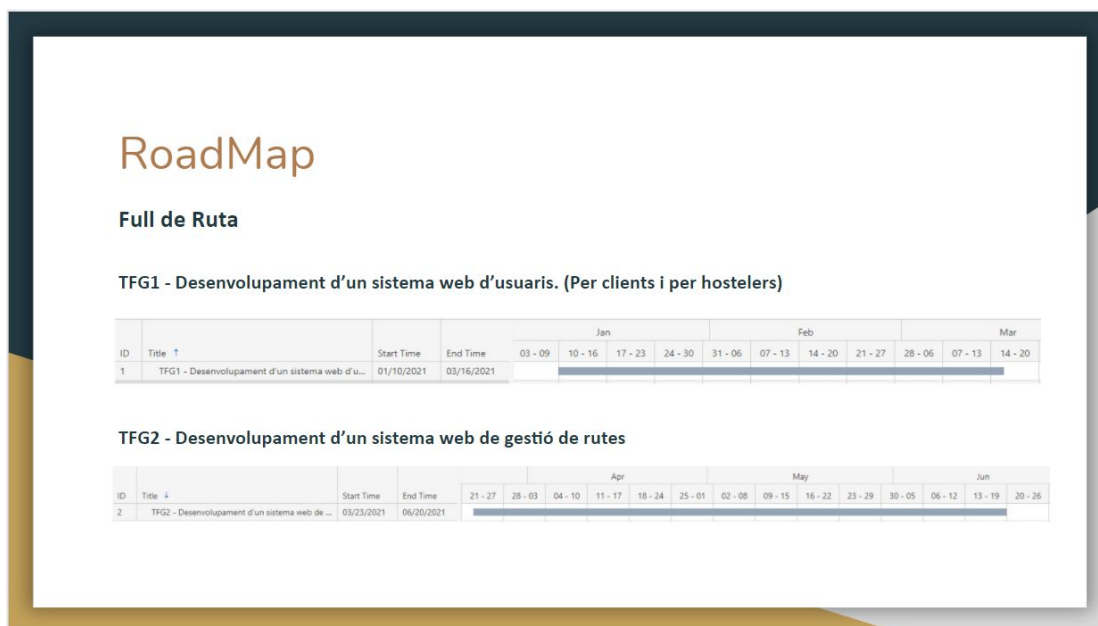 RoadMap
Full de Ruta
TFG1 - Desenvolupament d’un sistema web d’usuaris. (Per clients i per hostelers)
Jan Feb Mar
ID Title ↑ Start Time End Time 03 - 09 10 - 16 17 - 23 24 - 30 31 - 06 07 - 13 14 - 20 21 - 27 28 - 06 07 - 13 14 - 20
1 TFG1 - Desenvolupament d'un sistema web d'u... 01/10/2021 03/16/2021
TFG2 - Desenvolupament d’un sistema web de gestió de rutes
Apr May Jun
ID Title ↓ Start Time End Time 21 - 27 28 - 03 04 - 10 11 - 17 18 - 24 25 - 01 02 - 08 09 - 15 16 - 22 23 - 29 30 - 05 06 - 12 13 - 19 20 - 26
2 TFG2 - Desenvolupament d'un sistema web de ... 03/23/2021 06/20/2021